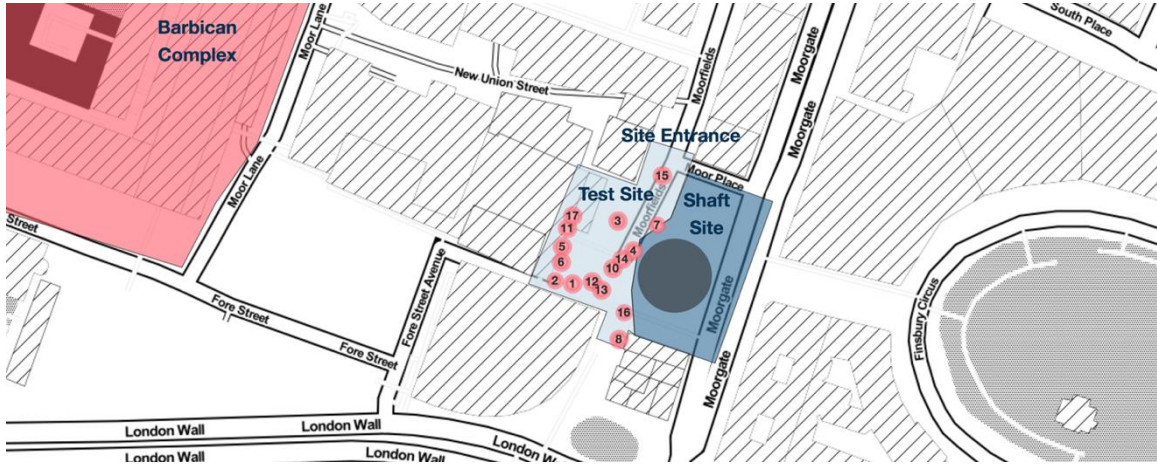 Barbican
Complex
Moor Lane
New Union Street
Moorfields
Moorgate
South Place
Moorgate
Site Entrance
Moor Place
Test Site
Moorfields
Shaft
Site
15
17
3
7
11
5
4
14
6
10
2
1
12
13
16
8
Moor Lane
Street
Fore Street
Fore Street Avenue
Fore Street
Moorgate
Moorgate
Finsbury Circus
London Wall
London Wall
London W
London Wall
London Wall